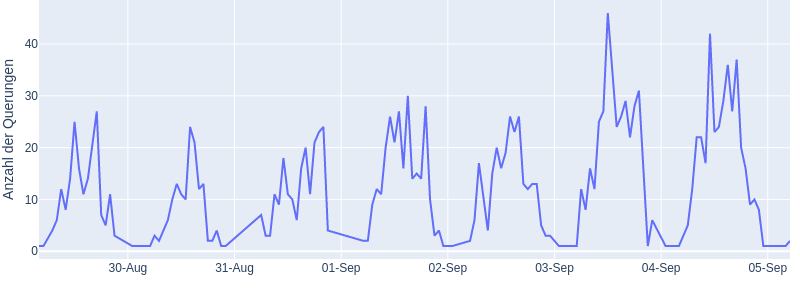 Anzahl der Querungen
40
30
20
10
0
30-Aug
31-Aug
01-Sep
02-Sep
03-Sep
04-Sep
05-Sep